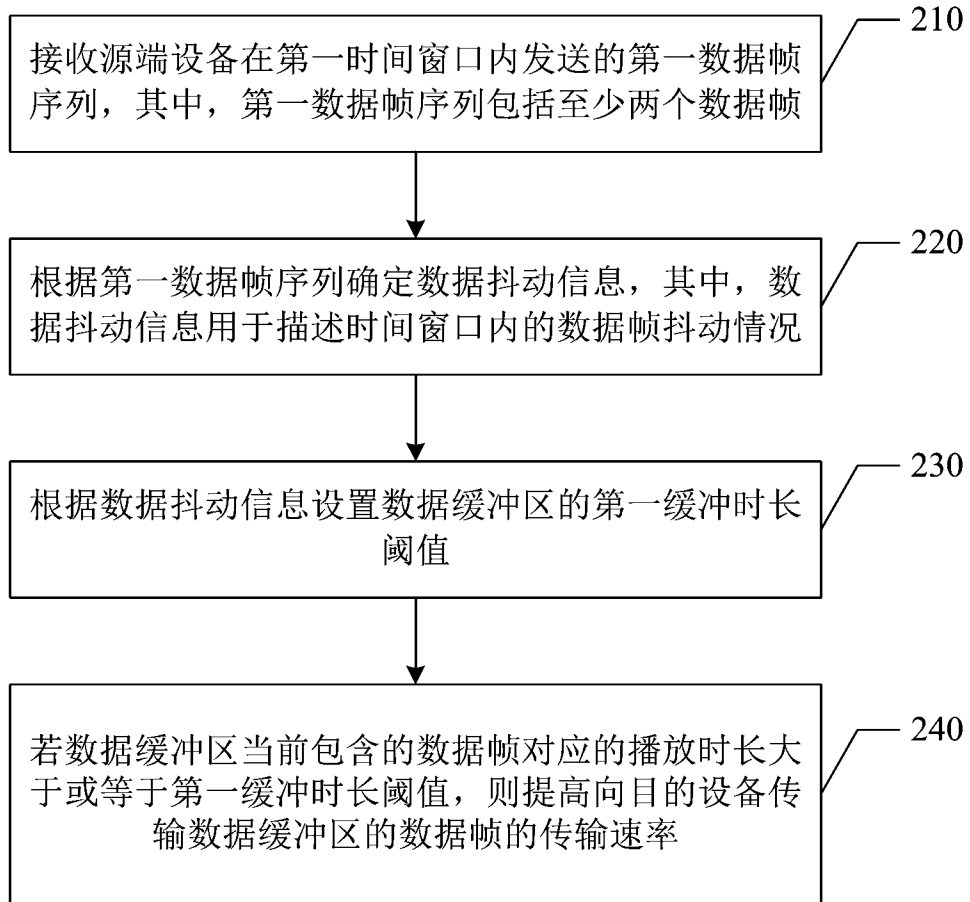 210
接收源端设备在第一时间窗口内发送的第一数据帧
序列，其中，第一数据帧序列包括至少两个数据帧
220
根据第一数据帧序列确定数据抖动信息，其中，数
据抖动信息用于描述时间窗口内的数据帧抖动情况
230
根据数据抖动信息设置数据缓冲区的第一缓冲时长
阈值
240
若数据缓冲区当前包含的数据帧对应的播放时长大
于或等于第一缓冲时长阈值，则提高向目的设备传
输数据缓冲区的数据帧的传输速率